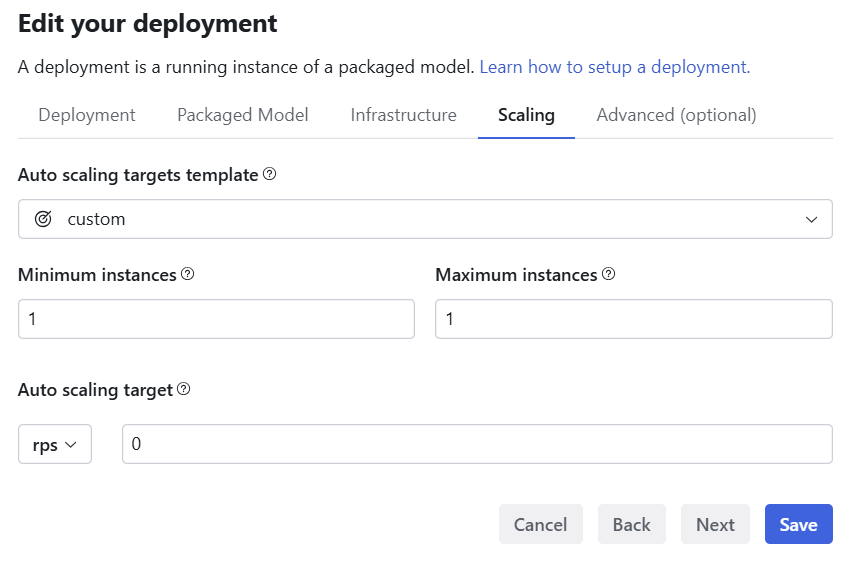 Edit your deployment
A deployment is a running instance of a packaged model. Learn how to setup a deployment.
Deployment Packaged Model Infrastructure Scaling Advanced (optional)
Auto scaling targets template
custom
Minimum instances Maximum instances
1 1
Auto scaling target
rps 0
Cancel Back Next Save